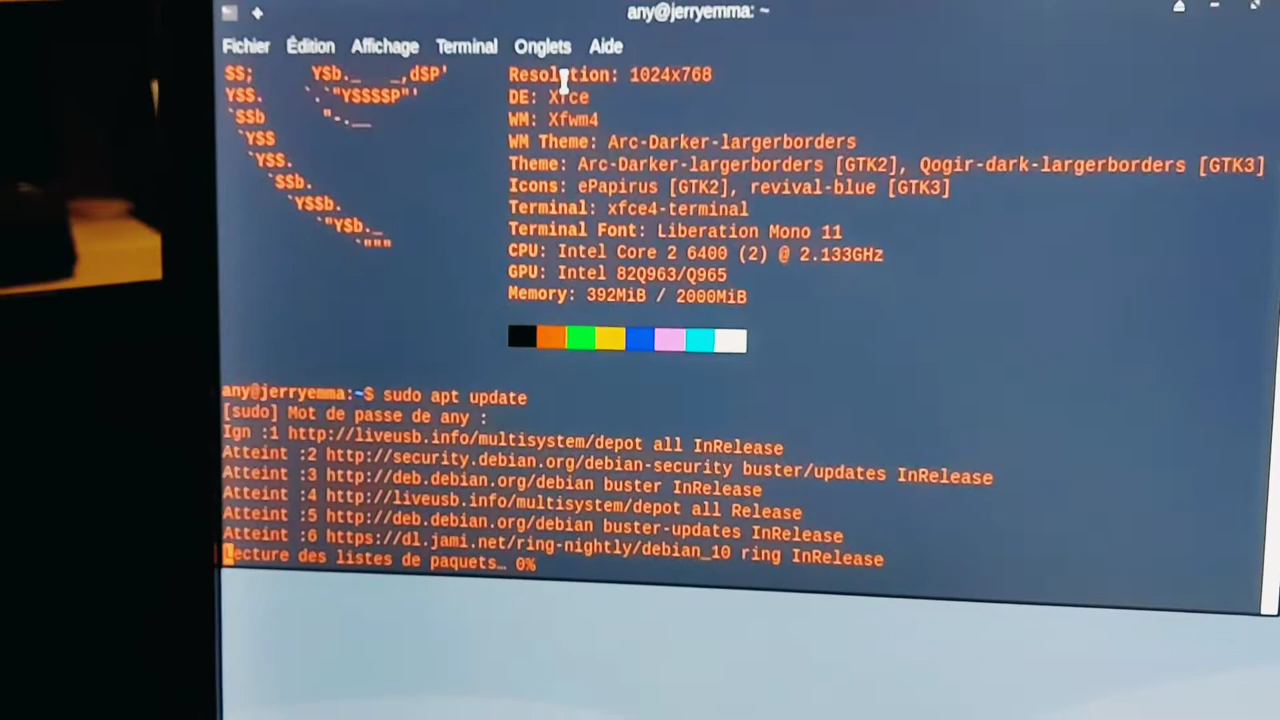 any@jerryemma: ~
Fichier Édition Affichage Terminal Onglets Aide
$$; Y$b._ _,d$P' Resolution: 1024x768
Y$$. `.`"Y$$$$P"' DE: Xfce
`$$b "-.__ WM: Xfwm4
`Y$$ WM Theme: Arc-Darker-largerborders
`Y$$. Theme: Arc-Darker-largerborders [GTK2], Qogir-dark-largerborders [GTK3]
`$$b. Icons: ePapirus [GTK2], revival-blue [GTK3]
`Y$$b. Terminal: xfce4-terminal
`"Y$b._ Terminal Font: Liberation Mono 11
`""" CPU: Intel Core 2 6400 (2) @ 2.133GHz
GPU: Intel 82Q963/Q965
Memory: 392MiB / 2000MiB
any@jerryemma:~$ sudo apt update
[sudo] Mot de passe de any :
Ign :1 http://liveusb.info/multisystem/depot all InRelease
Atteint :2 http://security.debian.org/debian-security buster/updates InRelease
Atteint :3 http://deb.debian.org/debian buster InRelease
Atteint :4 http://liveusb.info/multisystem/depot all Release
Atteint :5 http://deb.debian.org/debian buster-updates InRelease
Atteint :6 https://dl.jami.net/ring-nightly/debian_10 ring InRelease
Lecture des listes de paquets… 0%